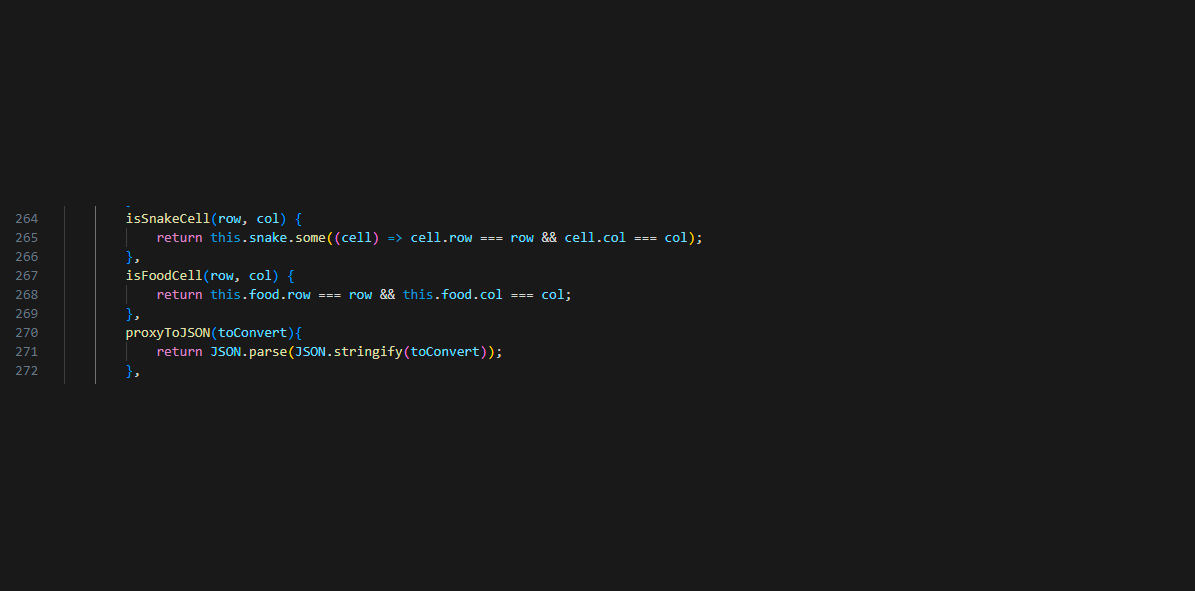 264 isSnakeCell(row, col) {
265 return this.snake.some((cell) => cell.row === row && cell.col === col);
266 },
267 isFoodCell(row, col) {
268 return this.food.row === row && this.food.col === col;
269 },
270 proxyToJSON(toConvert){
271 return JSON.parse(JSON.stringify(toConvert));
272 },